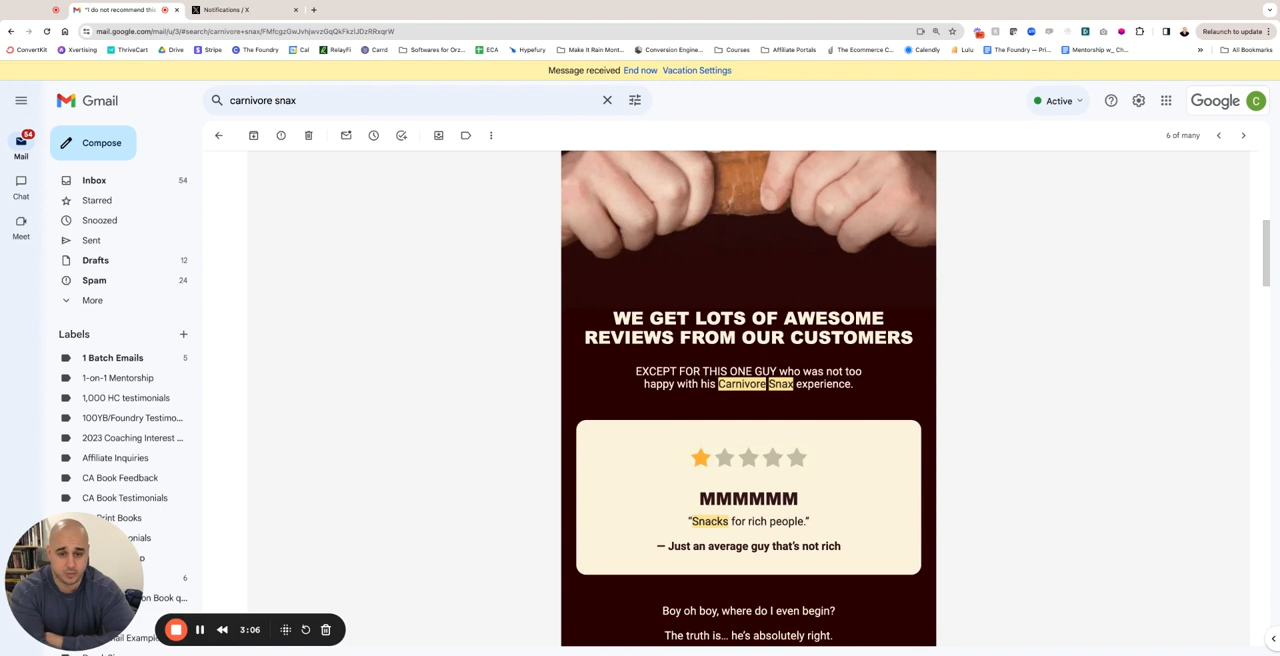 "I do not recommend this
Notifications / X
mail.google.com/mail/u/3/#search/carnivore+snax/FMfcgzGwJvhjwvzGqQkFkzlJDzRRxqrW
Relaunch to update
ConvertKit
Xvertising
ThriveCart
Drive
Stripe
The Foundry
Cal
RelayFi
Carrd
Softwares for Orz...
ECA
Hypefury
Make It Rain Mont...
Conversion Engine...
Courses
Affiliate Portals
The Ecommerce C...
Calendly
Lulu
The Foundry — Pri...
Mentorship w_ Ch...
All Bookmarks
Message received End now Vacation Settings
Gmail
carnivore snax
Active
Google
C
54
Mail
Chat
Meet
Compose
6 of many
Inbox 54
Starred
Snoozed
Sent
Drafts 12
Spam 24
More
Labels
1 Batch Emails 5
1-on-1 Mentorship
1,000 HC testimonials
100YB/Foundry Testimo...
2023 Coaching Interest ...
Affiliate Inquiries
CA Book Feedback
CA Book Testimonials
Print Books
6
on Book q...
3:06
WE GET LOTS OF AWESOME
REVIEWS FROM OUR CUSTOMERS
EXCEPT FOR THIS ONE GUY who was not too
happy with his Carnivore Snax experience.
MMMMMM
"Snacks for rich people."
— Just an average guy that's not rich
Boy oh boy, where do I even begin?
The truth is... he's absolutely right.